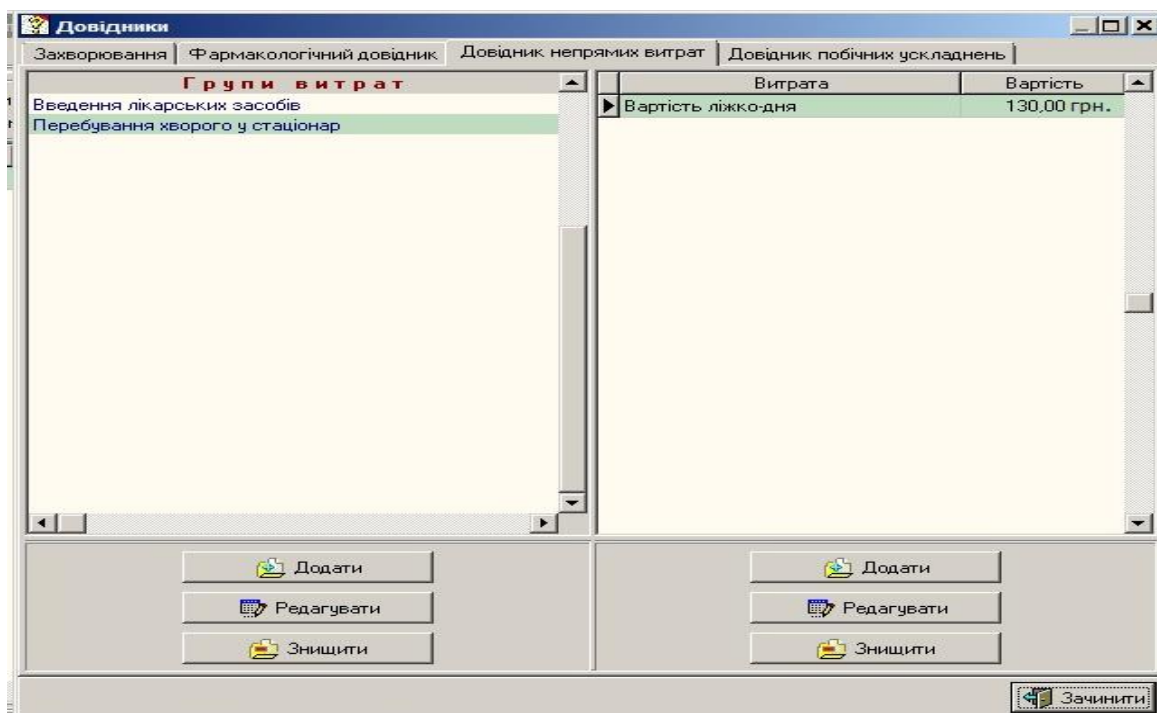 Довідники
Захворювання Фармакологічний довідник Довідник непрямих витрат Довідник побічних ускладнень
Групи витрат
Введення лікарських засобів
Перебування хворого у стаціонар
Витрата Вартість
Вартість ліжко-дня 130,00 грн.
Додати
Редагувати
Знищити
Додати
Редагувати
Знищити
Зачинити